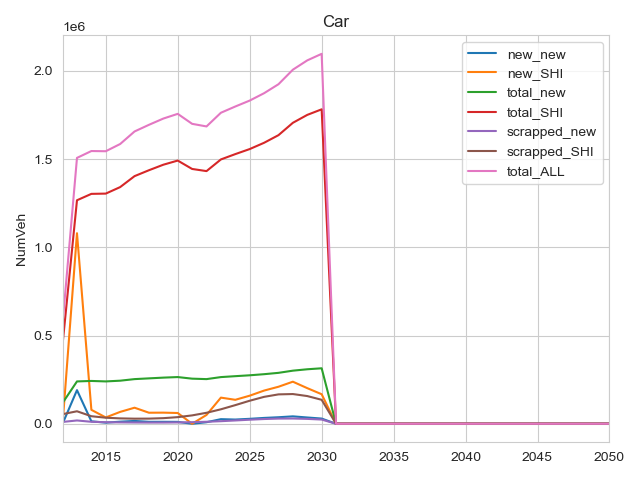 Car
1e6
2.0
1.5
1.0
0.5
0.0
NumVeh
new_new
new_SHI
total_new
total_SHI
scrapped_new
scrapped_SHI
total_ALL
2015 2020 2025 2030 2035 2040 2045 2050